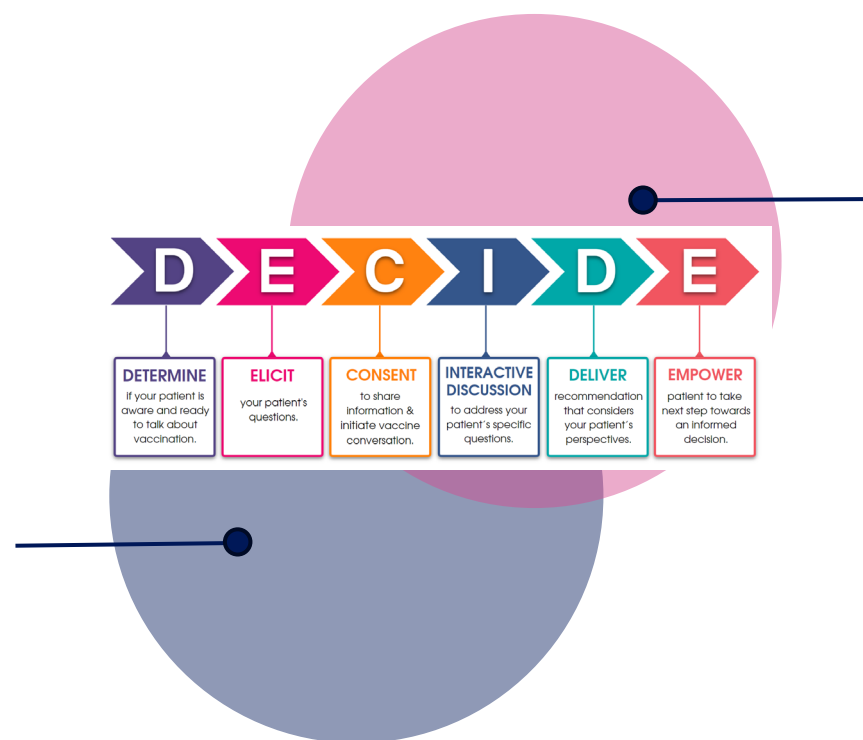 D E C I D E
DETERMINE
if your patient is
aware and ready
to talk about
vaccination.
ELICIT
your patient's
questions.
CONSENT
to share
information &
initiate vaccine
conversation.
INTERACTIVE
DISCUSSION
to address your
patient's specific
questions.
DELIVER
recommendation
that considers
your patient's
perspectives.
EMPOWER
patient to take
next step towards
an informed
decision.